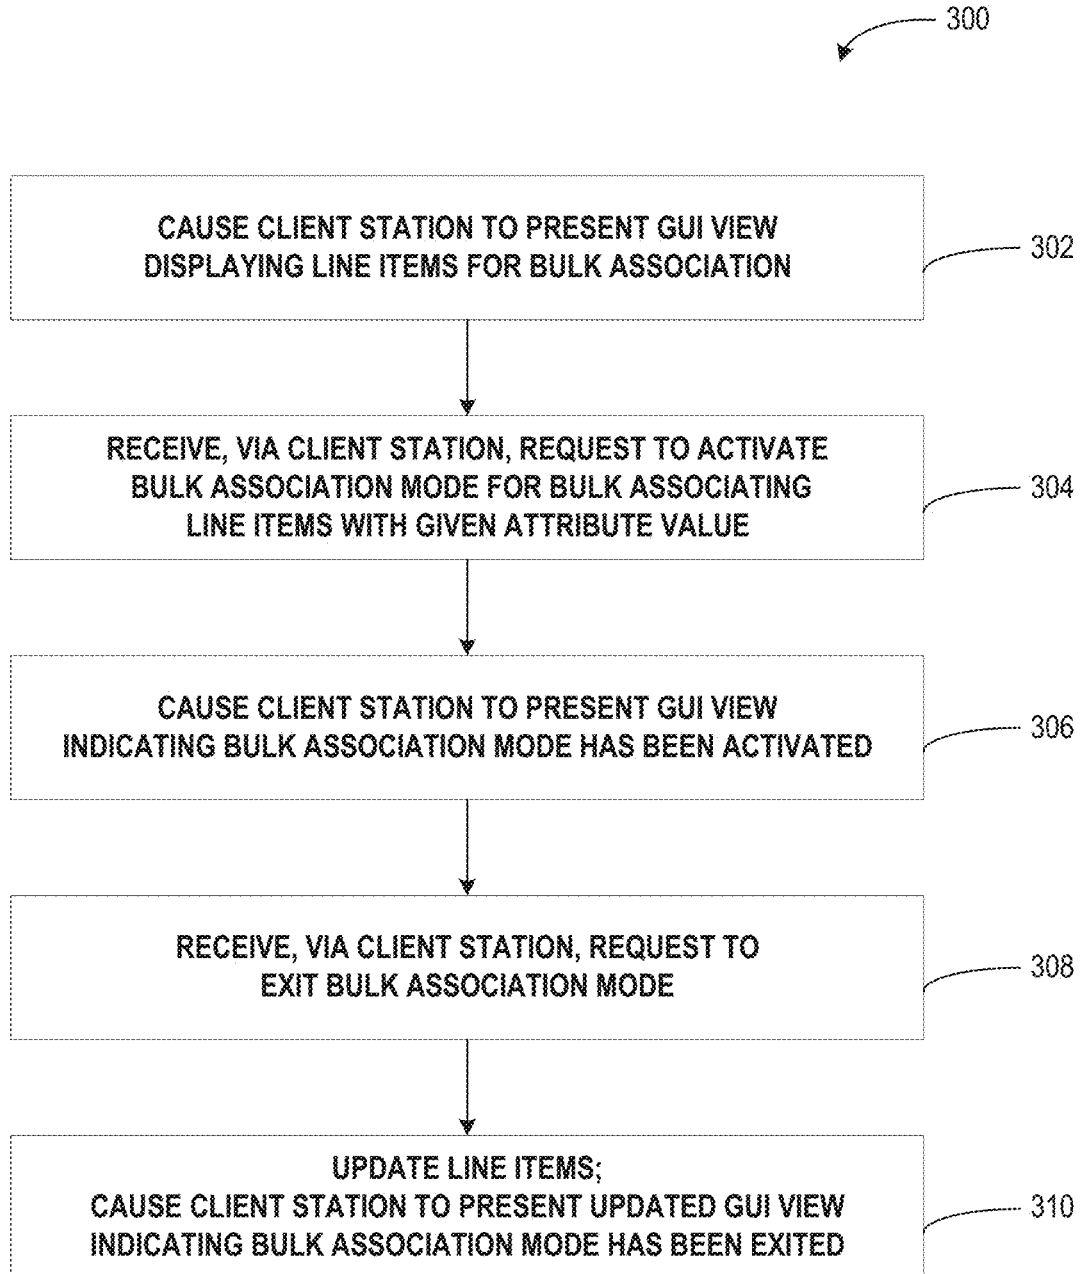 300
CAUSE CLIENT STATION TO PRESENT GUI VIEW
DISPLAYING LINE ITEMS FOR BULK ASSOCIATION
302
RECEIVE, VIA CLIENT STATION, REQUEST TO ACTIVATE
BULK ASSOCIATION MODE FOR BULK ASSOCIATING
LINE ITEMS WITH GIVEN ATTRIBUTE VALUE
304
CAUSE CLIENT STATION TO PRESENT GUI VIEW
INDICATING BULK ASSOCIATION MODE HAS BEEN ACTIVATED
306
RECEIVE, VIA CLIENT STATION, REQUEST TO
EXIT BULK ASSOCIATION MODE
308
UPDATE LINE ITEMS;
CAUSE CLIENT STATION TO PRESENT UPDATED GUI VIEW
INDICATING BULK ASSOCIATION MODE HAS BEEN EXITED
310